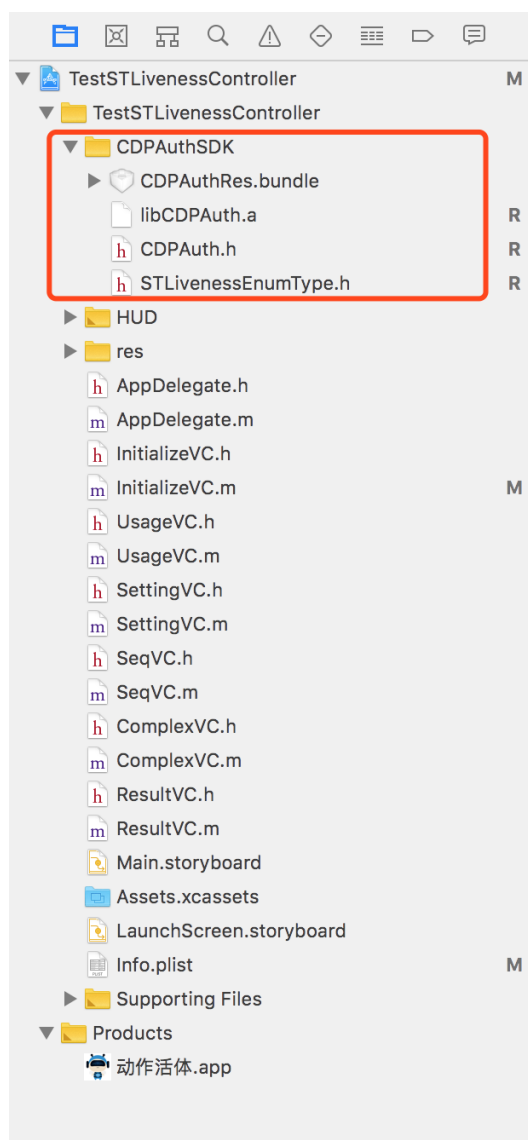 TestSTLivenessController M
TestSTLivenessController
CDPAuthSDK
CDPAuthRes.bundle
libCDPAuth.a R
h CDPAuth.h R
h STLivenessEnumType.h R
HUD
res
h AppDelegate.h
m AppDelegate.m
h InitializeVC.h
m InitializeVC.m M
h UsageVC.h
m UsageVC.m
h SettingVC.h
m SettingVC.m
h SeqVC.h
m SeqVC.m
h ComplexVC.h
m ComplexVC.m
h ResultVC.h
m ResultVC.m
Main.storyboard
Assets.xcassets
LaunchScreen.storyboard
Info.plist M
Supporting Files
Products
动作活体.app